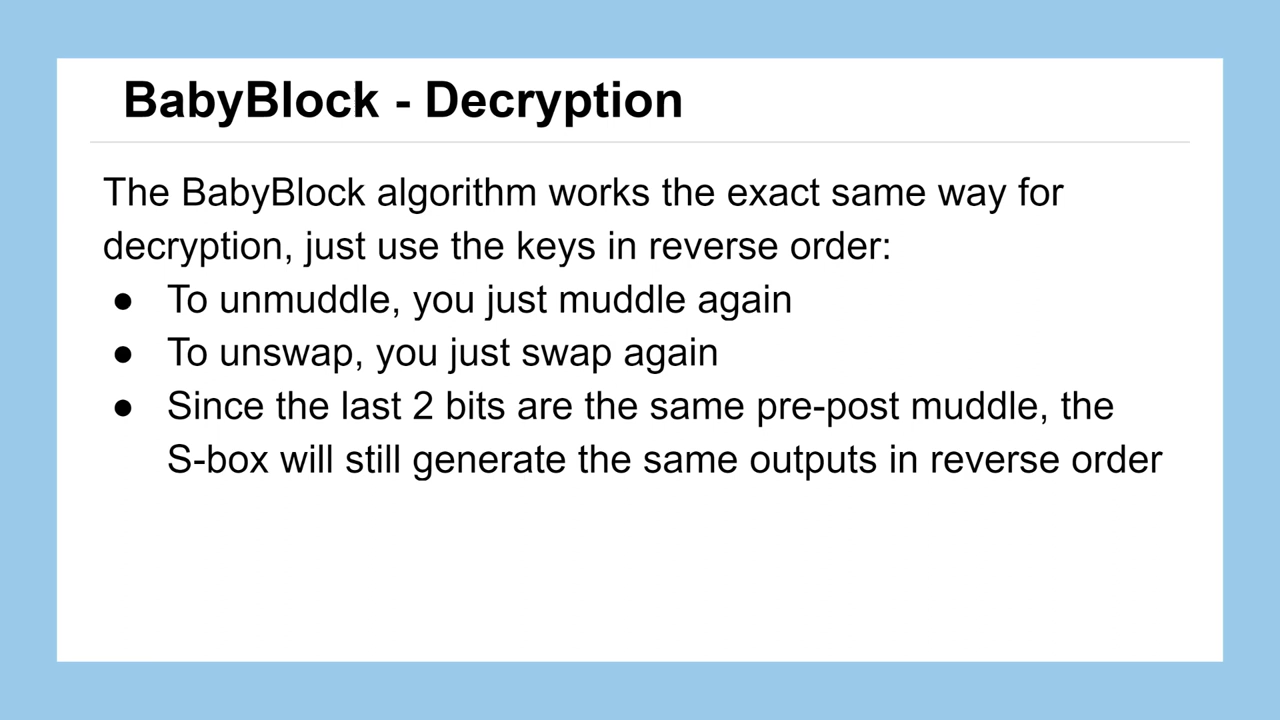 BabyBlock - Decryption
The BabyBlock algorithm works the exact same way for
decryption, just use the keys in reverse order:
● To unmuddle, you just muddle again
● To unswap, you just swap again
● Since the last 2 bits are the same pre-post muddle, the
S-box will still generate the same outputs in reverse order